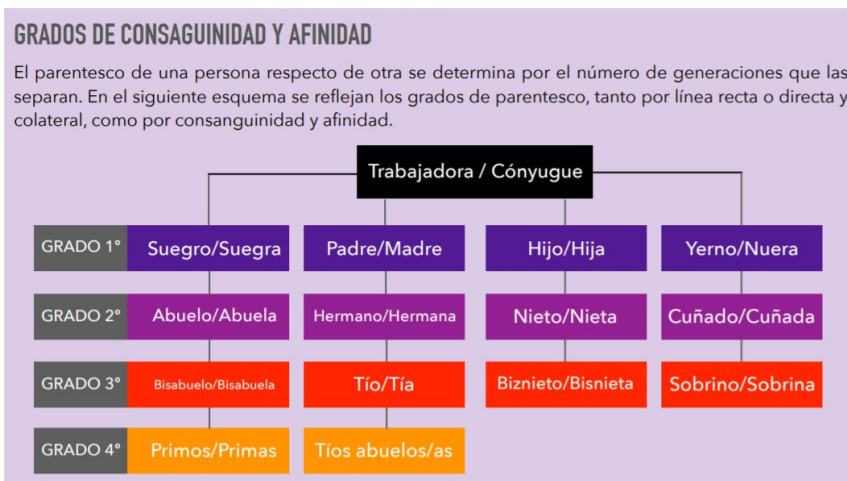 GRADOS DE CONSAGUINIDAD Y AFINIDAD
El parentesco de una persona respecto de otra se determina por el número de generaciones que las
separan. En el siguiente esquema se reflejan los grados de parentesco, tanto por línea recta o directa y
colateral, como por consanguinidad y afinidad.
Trabajadora / Cónyugue
GRADO 1° Suegro/Suegra Padre/Madre Hijo/Hija Yerno/Nuera
GRADO 2° Abuelo/Abuela Hermano/Hermana Nieto/Nieta Cuñado/Cuñada
GRADO 3° Bisabuelo/Bisabuela Tío/Tía Biznieto/Bisnieta Sobrino/Sobrina
GRADO 4° Primos/Primas Tíos abuelos/as